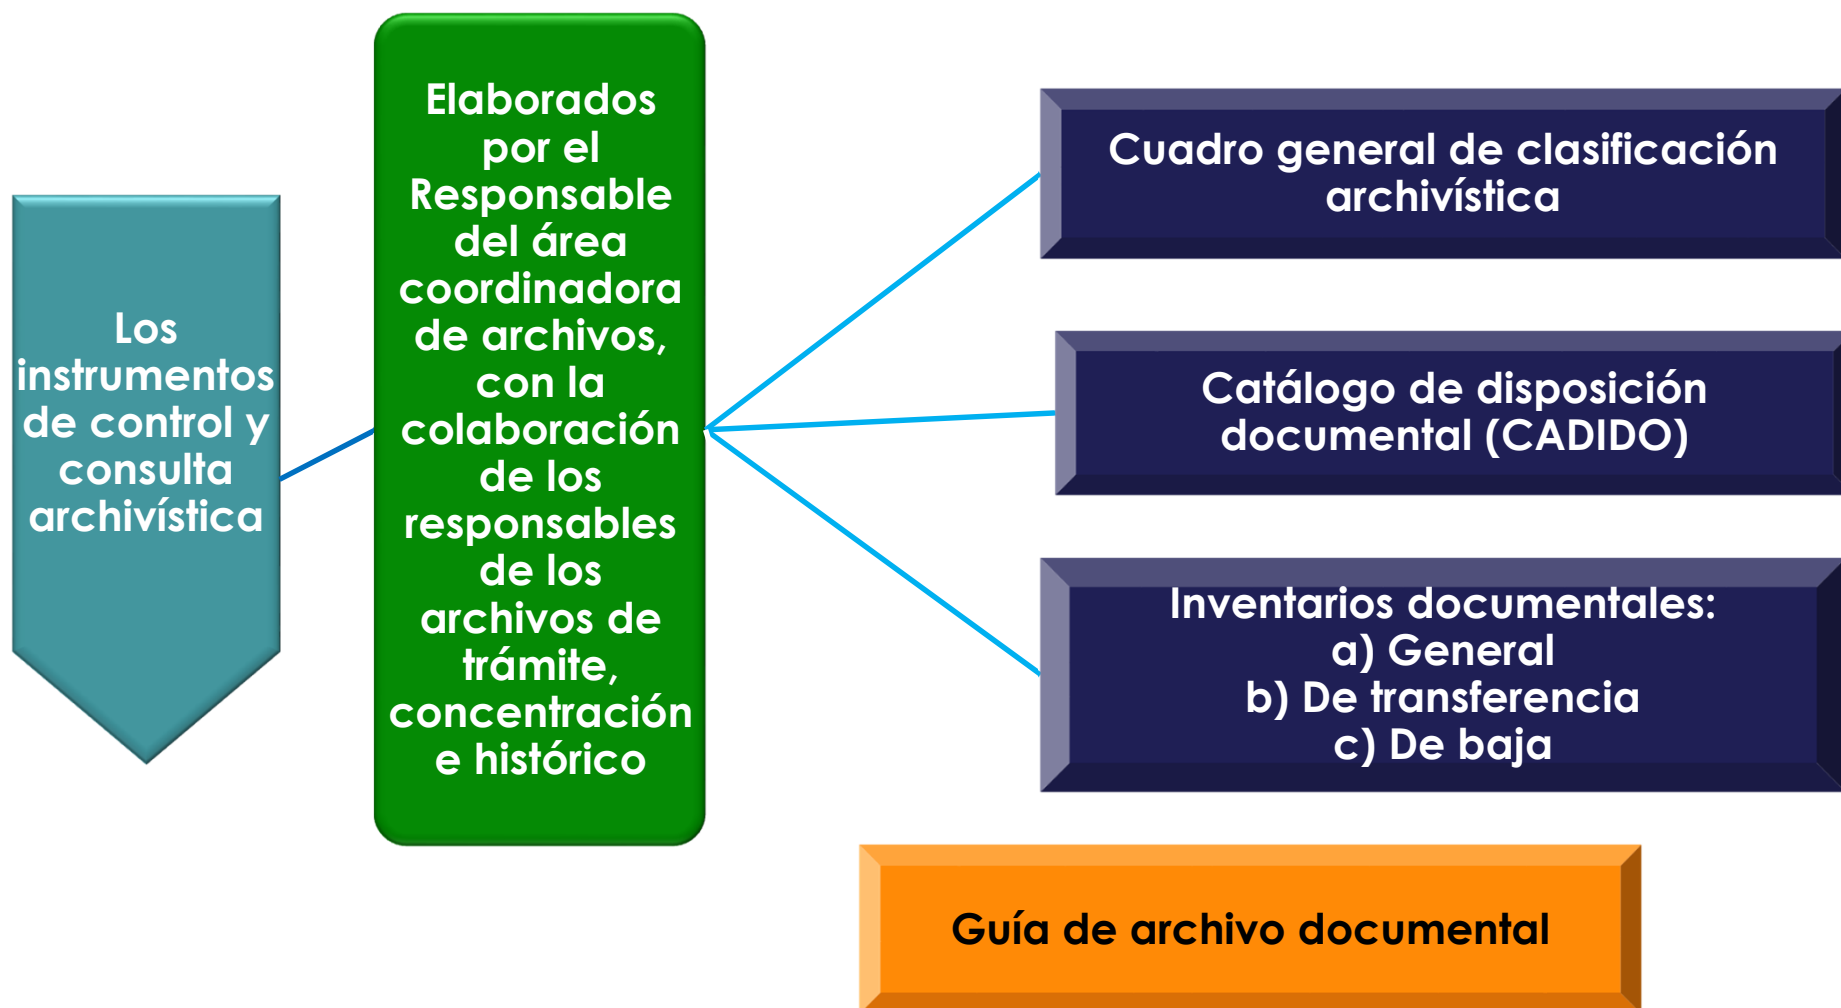 Los
instrumentos
de control y
consulta
archivística
Elaborados
por el
Responsable
del área
coordinadora
de archivos,
con la
colaboración
de los
responsables
de los
archivos de
trámite,
concentración
e histórico
Cuadro general de clasificación
archivística
Catálogo de disposición
documental (CADIDO)
Inventarios documentales:
a) General
b) De transferencia
c) De baja
Guía de archivo documental